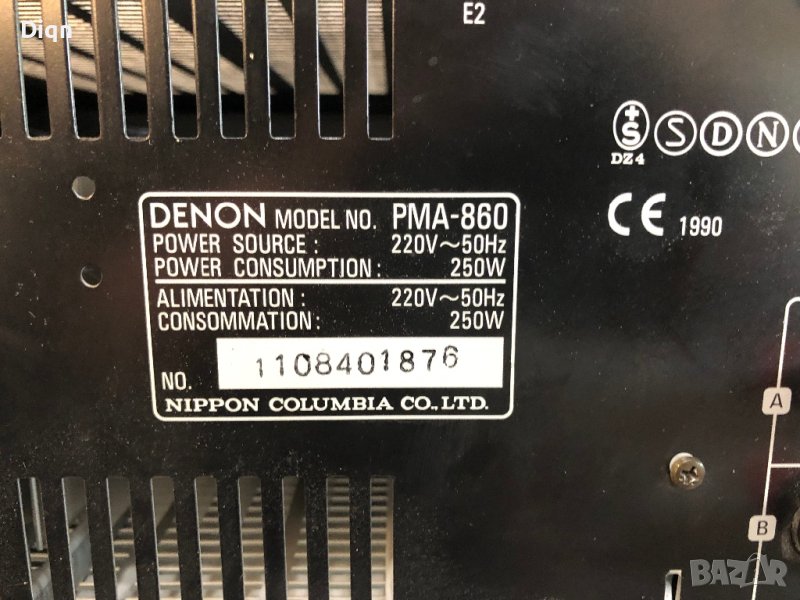 Diqn
E2
+
S S D N
DZ4
CE 1990
DENON MODEL NO. PMA-860
POWER SOURCE : 220V～50Hz
POWER CONSUMPTION : 250W
ALIMENTATION : 220V～50Hz
CONSOMMATION : 250W
NO. 1108401876
NIPPON COLUMBIA CO., LTD.
A
B
BAZAR